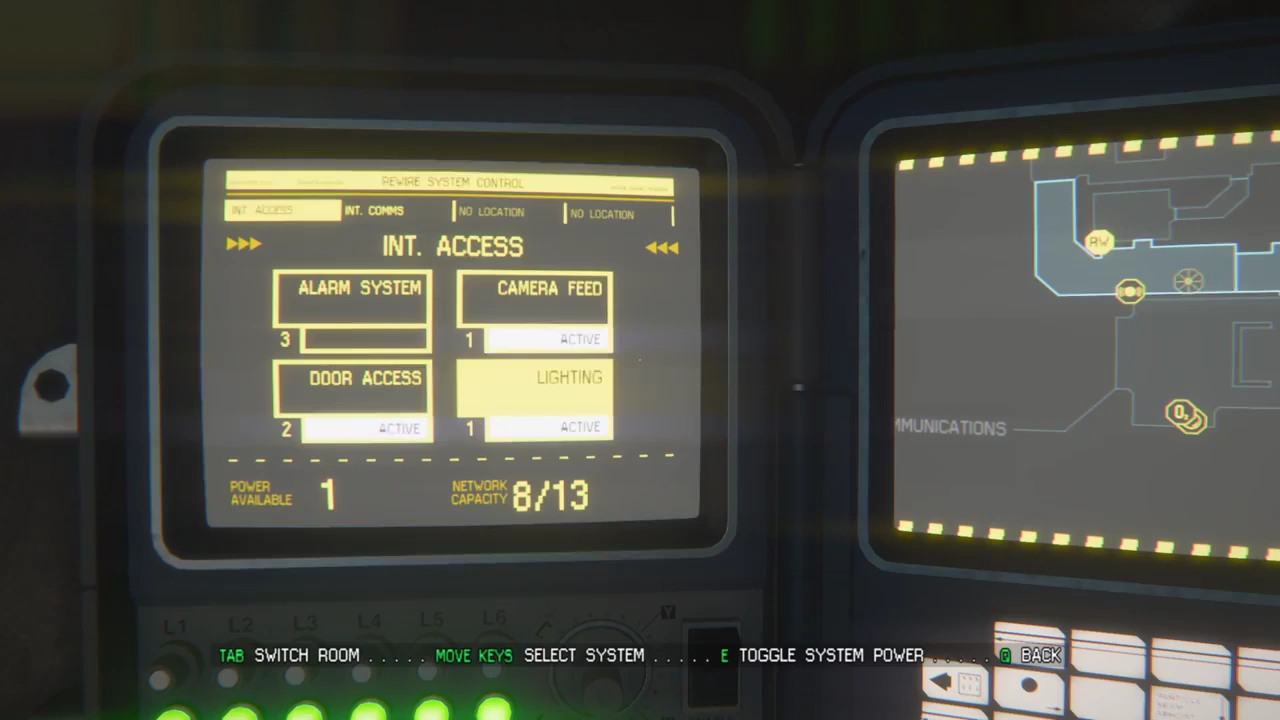 REWIRE SYSTEM CONTROL
INT. ACCESS INT. COMMS NO LOCATION NO LOCATION
INT. ACCESS
ALARM SYSTEM CAMERA FEED
3 1 ACTIVE
DOOR ACCESS LIGHTING
2 ACTIVE 1 ACTIVE
POWER AVAILABLE 1 NETWORK CAPACITY 8/13
RW
MMUNICATIONS
L1 L2 L3 L4 L5 L6
TAB SWITCH ROOM ..... MOVE KEYS SELECT SYSTEM ..... E TOGGLE SYSTEM POWER ..... Q BACK